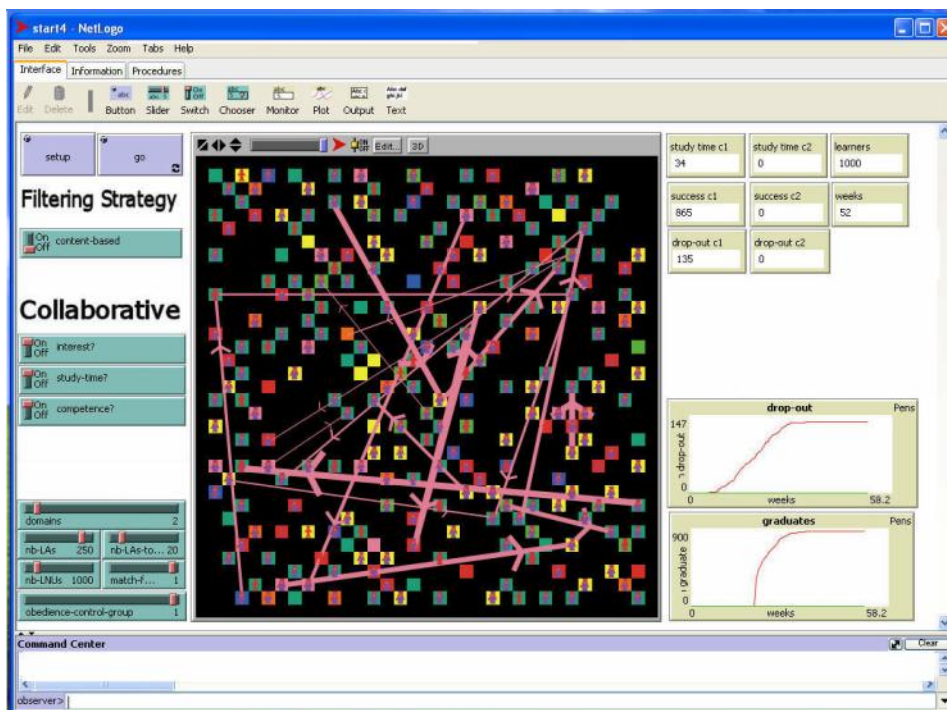 start4 - NetLogo
File Edit Tools Zoom Tabs Help
Interface Information Procedures
Edit Delete Button Slider Switch Chooser Monitor Plot Output Text
setup go
Edit... 3D
study time c1 study time c2 learners
34 0 1000
success c1 success c2 weeks
865 0 52
drop-out c1 drop-out c2
135 0
Filtering Strategy
On
Off content-based
Collaborative
On
Off interest?
On
Off study-time?
On
Off competence?
domains 2
nb-LAs 250 nb-LAs-to... 20
nb-LNUs 1000 match-f... 1
obedience-control-group 1
drop-out Pens
147
drop-out
0
0 weeks 58.2
graduates Pens
900
graduate
0
0 weeks 58.2
Command Center Clear
observer>